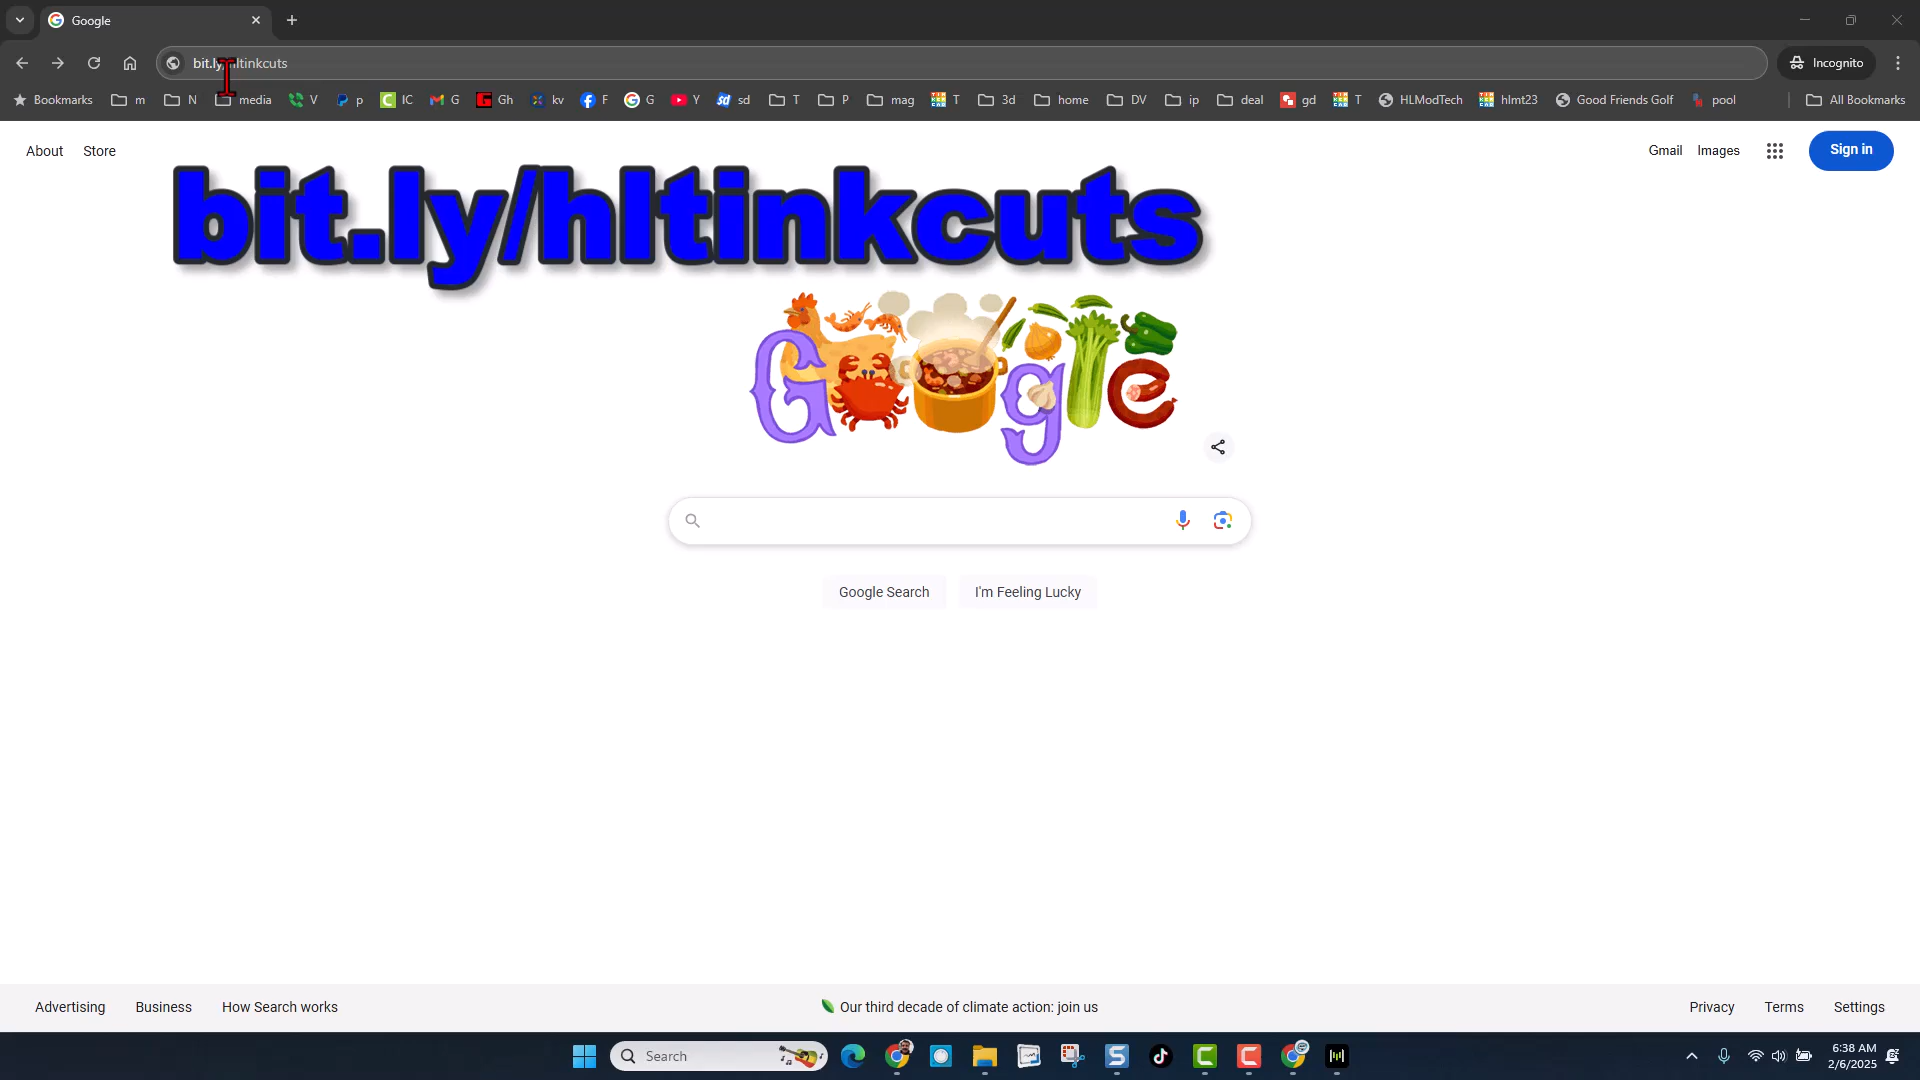 Google
bit.ly/hltinkcuts
Incognito
Bookmarks m N media V p IC G Gh kv F G Y sd T P mag T 3d home DV ip deal gd T HLModTech hlmt23 Good Friends Golf pool All Bookmarks
About Store Gmail Images Sign in
bit.ly/hltinkcuts
Google
Google Search I'm Feeling Lucky
Advertising Business How Search works Our third decade of climate action: join us Privacy Terms Settings
Search
6:38 AM
2/6/2025